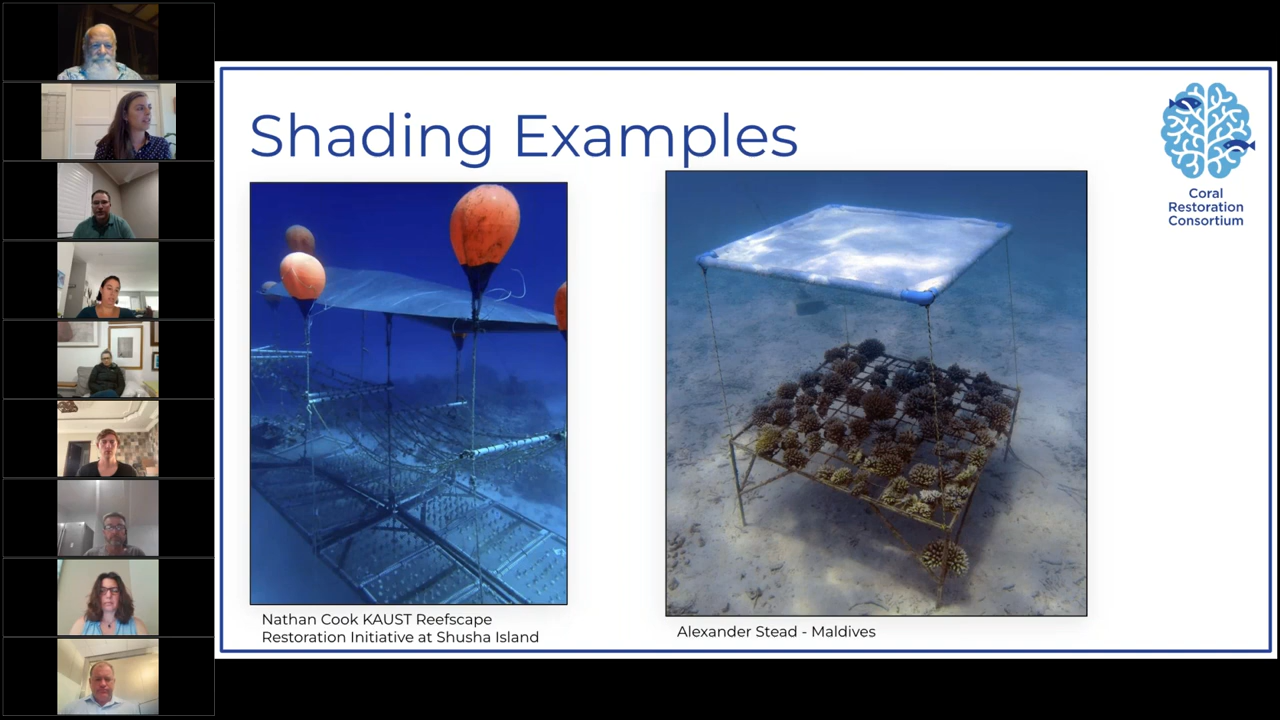 Shading Examples
Coral
Restoration
Consortium
Nathan Cook KAUST Reefscape
Restoration Initiative at Shusha Island
Alexander Stead - Maldives